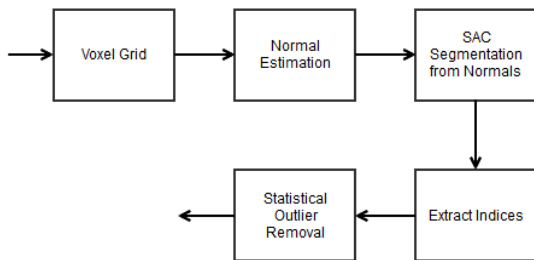 Voxel Grid
Normal
Estimation
SAC
Segmentation
from Normals
Extract Indices
Statistical
Outlier
Removal